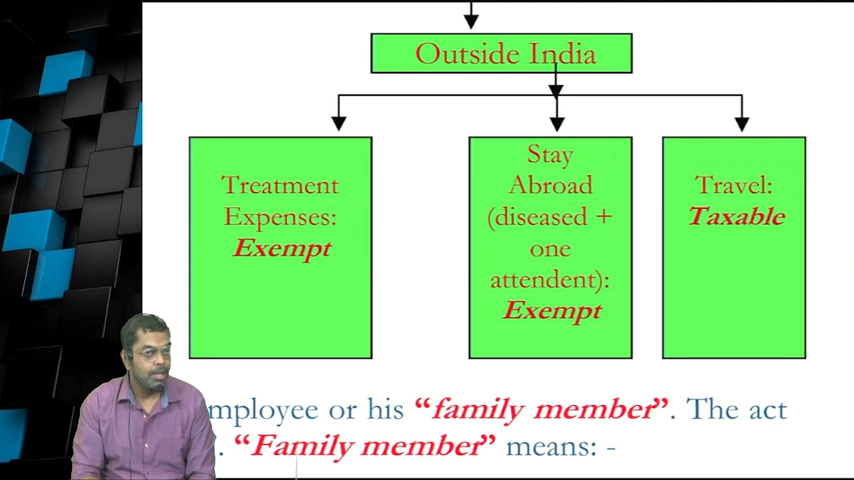 Outside India
Treatment
Expenses:
Exempt
Stay
Abroad
(diseased +
one
attendent):
Exempt
Travel:
Taxable
mployee or his “family member”. The act
. “Family member” means: -